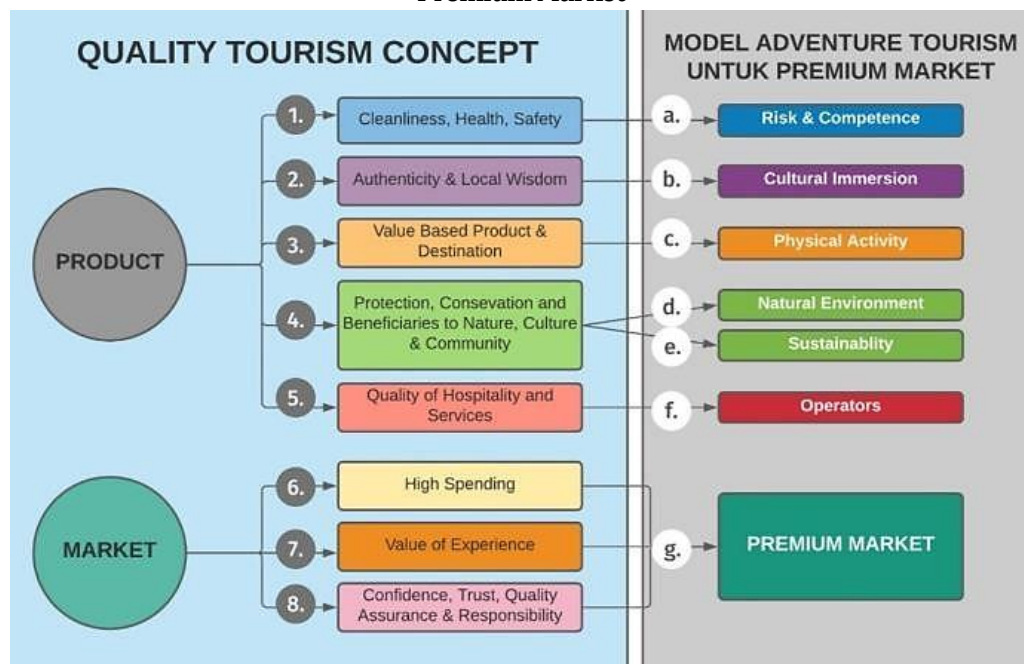 Premium Market
QUALITY TOURISM CONCEPT
MODEL ADVENTURE TOURISM
UNTUK PREMIUM MARKET
PRODUCT
1.
Cleanliness, Health, Safety
a.
Risk & Competence
2.
Authenticity & Local Wisdom
b.
Cultural Immersion
3.
Value Based Product &
Destination
c.
Physical Activity
4.
Protection, Consevation and
Beneficiaries to Nature, Culture
& Community
d.
Natural Environment
e.
Sustainablity
5.
Quality of Hospitality and
Services
f.
Operators
MARKET
6.
High Spending
7.
Value of Experience
8.
Confidence, Trust, Quality
Assurance & Responsibility
g.
PREMIUM MARKET